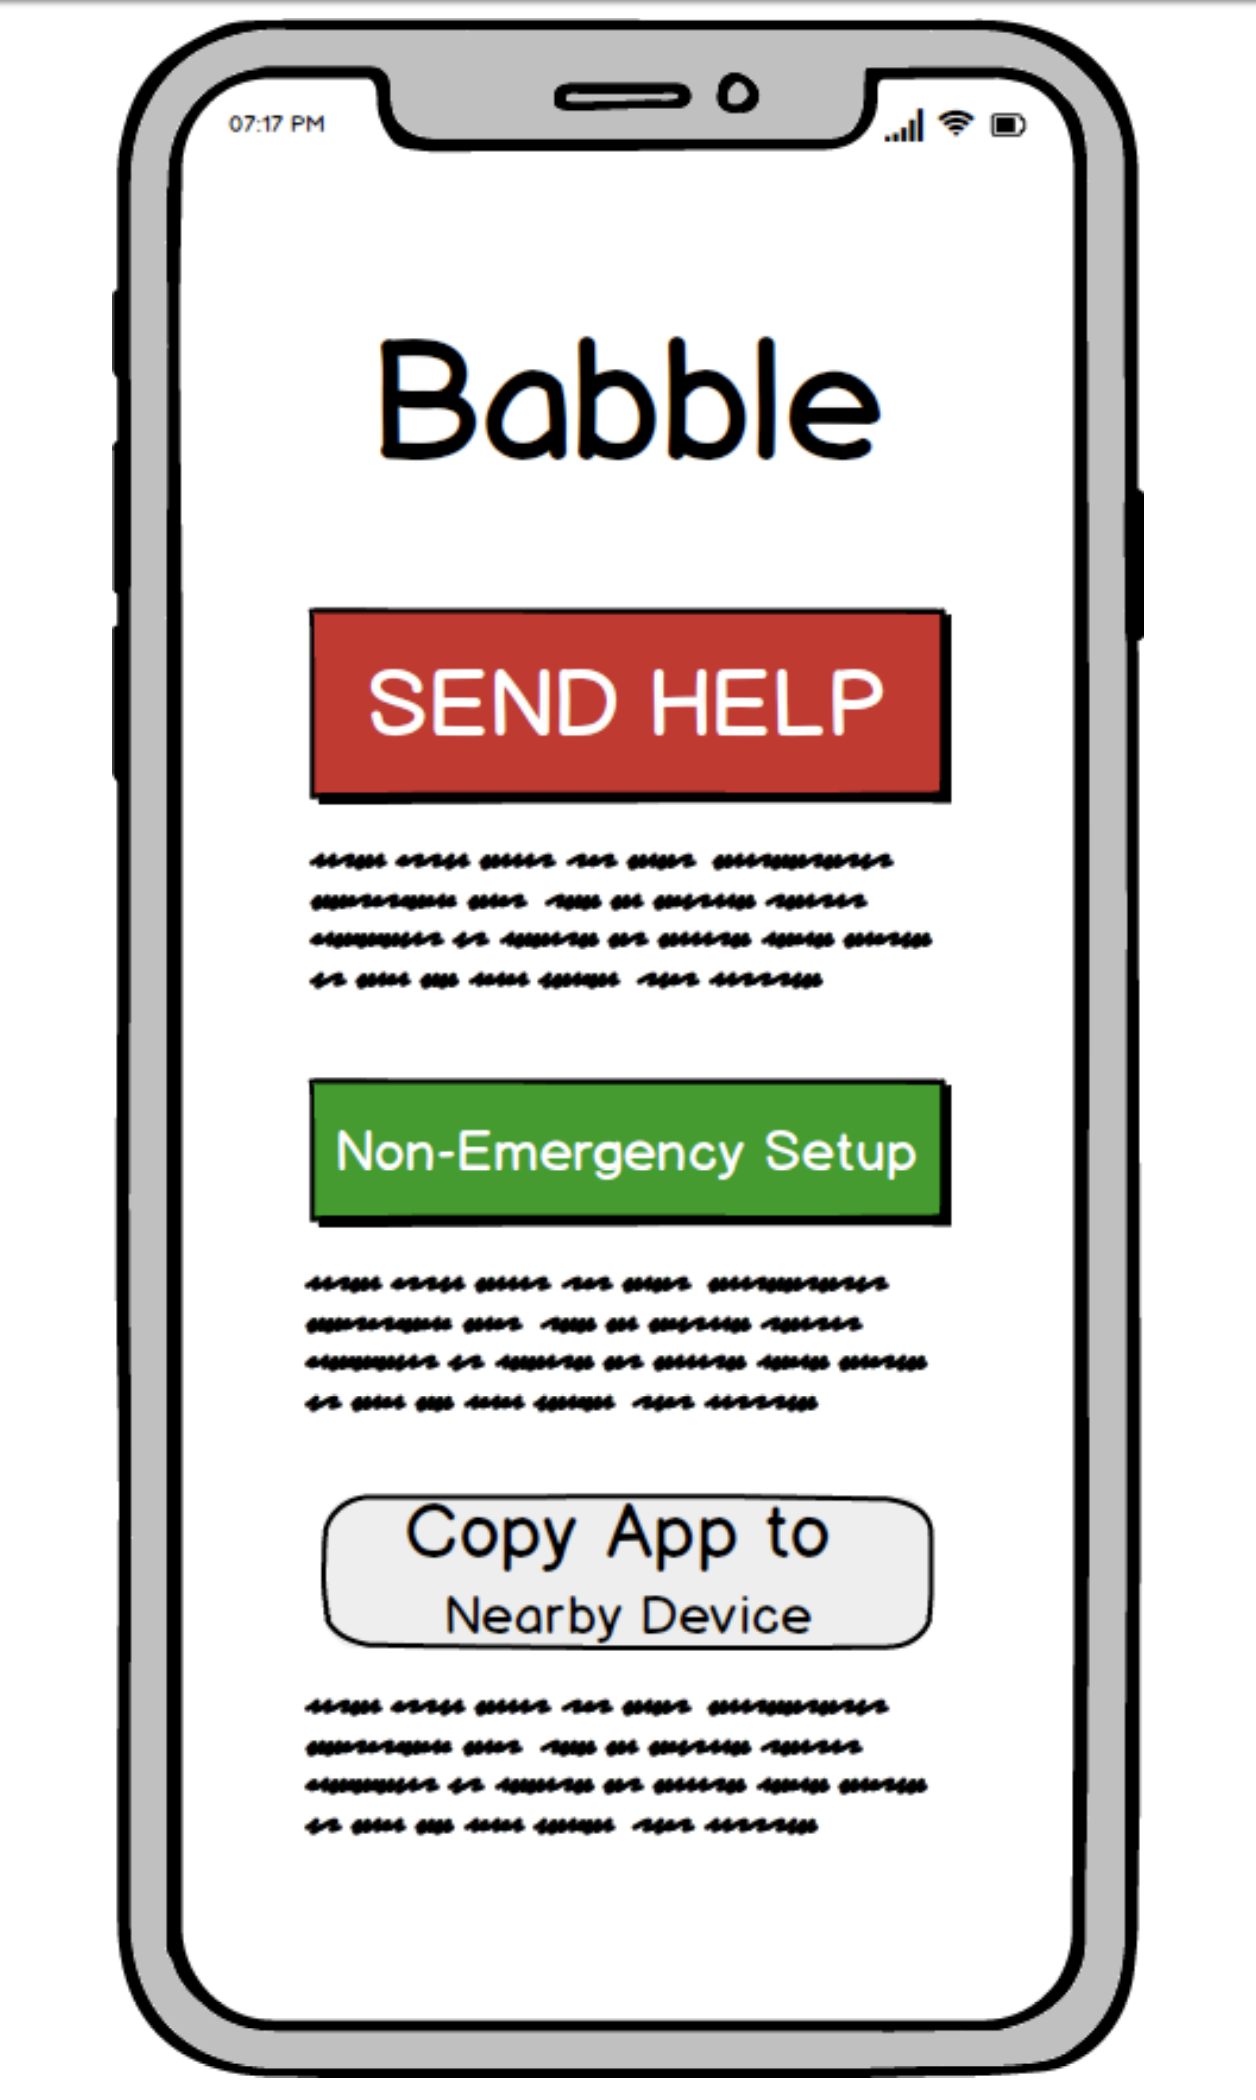 07:17 PM
Babble
SEND HELP
Non-Emergency Setup
Copy App to
Nearby Device